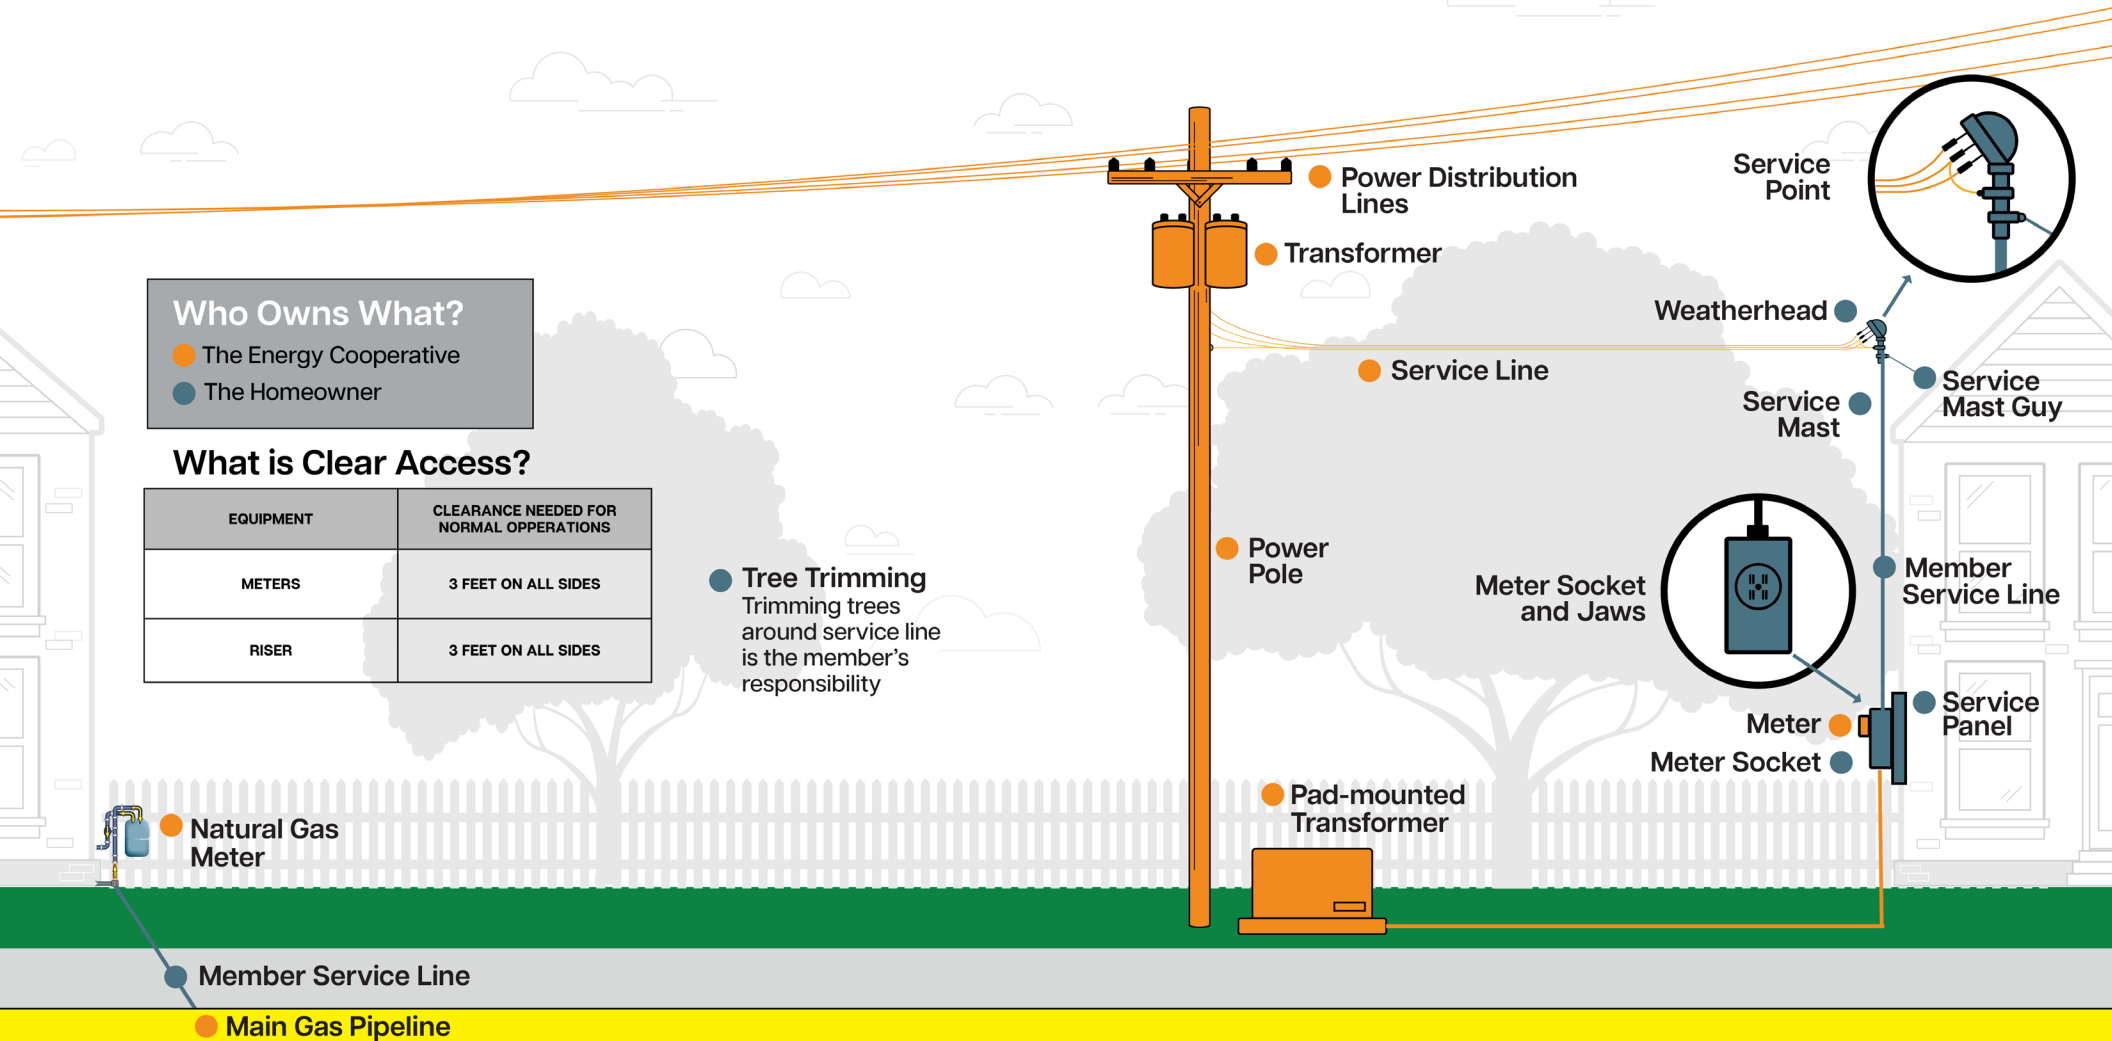 Power Distribution
Lines
Transformer
Service
Point
Who Owns What?
The Energy Cooperative
The Homeowner
Weatherhead
Service Line
Service
Mast Guy
Service
Mast
What is Clear Access?
EQUIPMENT
CLEARANCE NEEDED FOR
NORMAL OPPERATIONS
METERS
3 FEET ON ALL SIDES
RISER
3 FEET ON ALL SIDES
Tree Trimming
Trimming trees
around service line
is the member's
responsibility
Power
Pole
Meter Socket
and Jaws
Member
Service Line
Service
Panel
Meter
Meter Socket
Pad-mounted
Transformer
Natural Gas
Meter
Member Service Line
Main Gas Pipeline